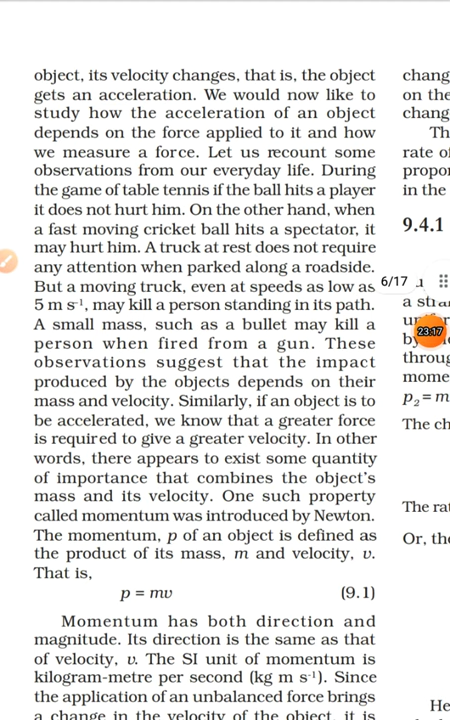 object, its velocity changes, that is, the object
gets an acceleration. We would now like to
study how the acceleration of an object
depends on the force applied to it and how
we measure a force. Let us recount some
observations from our everyday life. During
the game of table tennis if the ball hits a player
it does not hurt him. On the other hand, when
a fast moving cricket ball hits a spectator, it
may hurt him. A truck at rest does not require
any attention when parked along a roadside.
But a moving truck, even at speeds as low as
5 m s⁻¹, may kill a person standing in its path.
A small mass, such as a bullet may kill a
person when fired from a gun. These
observations suggest that the impact
produced by the objects depends on their
mass and velocity. Similarly, if an object is to
be accelerated, we know that a greater force
is required to give a greater velocity. In other
words, there appears to exist some quantity
of importance that combines the object's
mass and its velocity. One such property
called momentum was introduced by Newton.
The momentum, p of an object is defined as
the product of its mass, m and velocity, v.
That is,
p = mv (9.1)
Momentum has both direction and
magnitude. Its direction is the same as that
of velocity, v. The SI unit of momentum is
kilogram-metre per second (kg m s⁻¹). Since
the application of an unbalanced force brings
a change in the velocity of the object, it is
chang
on the
chang
Th
rate of
propo
in the
9.4.1
6/17
a stra
23:17
by
throug
mome
p₂ = m
The ch
The rat
Or, the
He